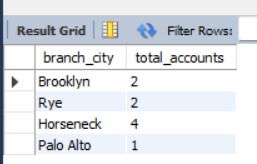 Result Grid Filter Rows:
branch_city total_accounts
Brooklyn 2
Rye 2
Horseneck 4
Palo Alto 1